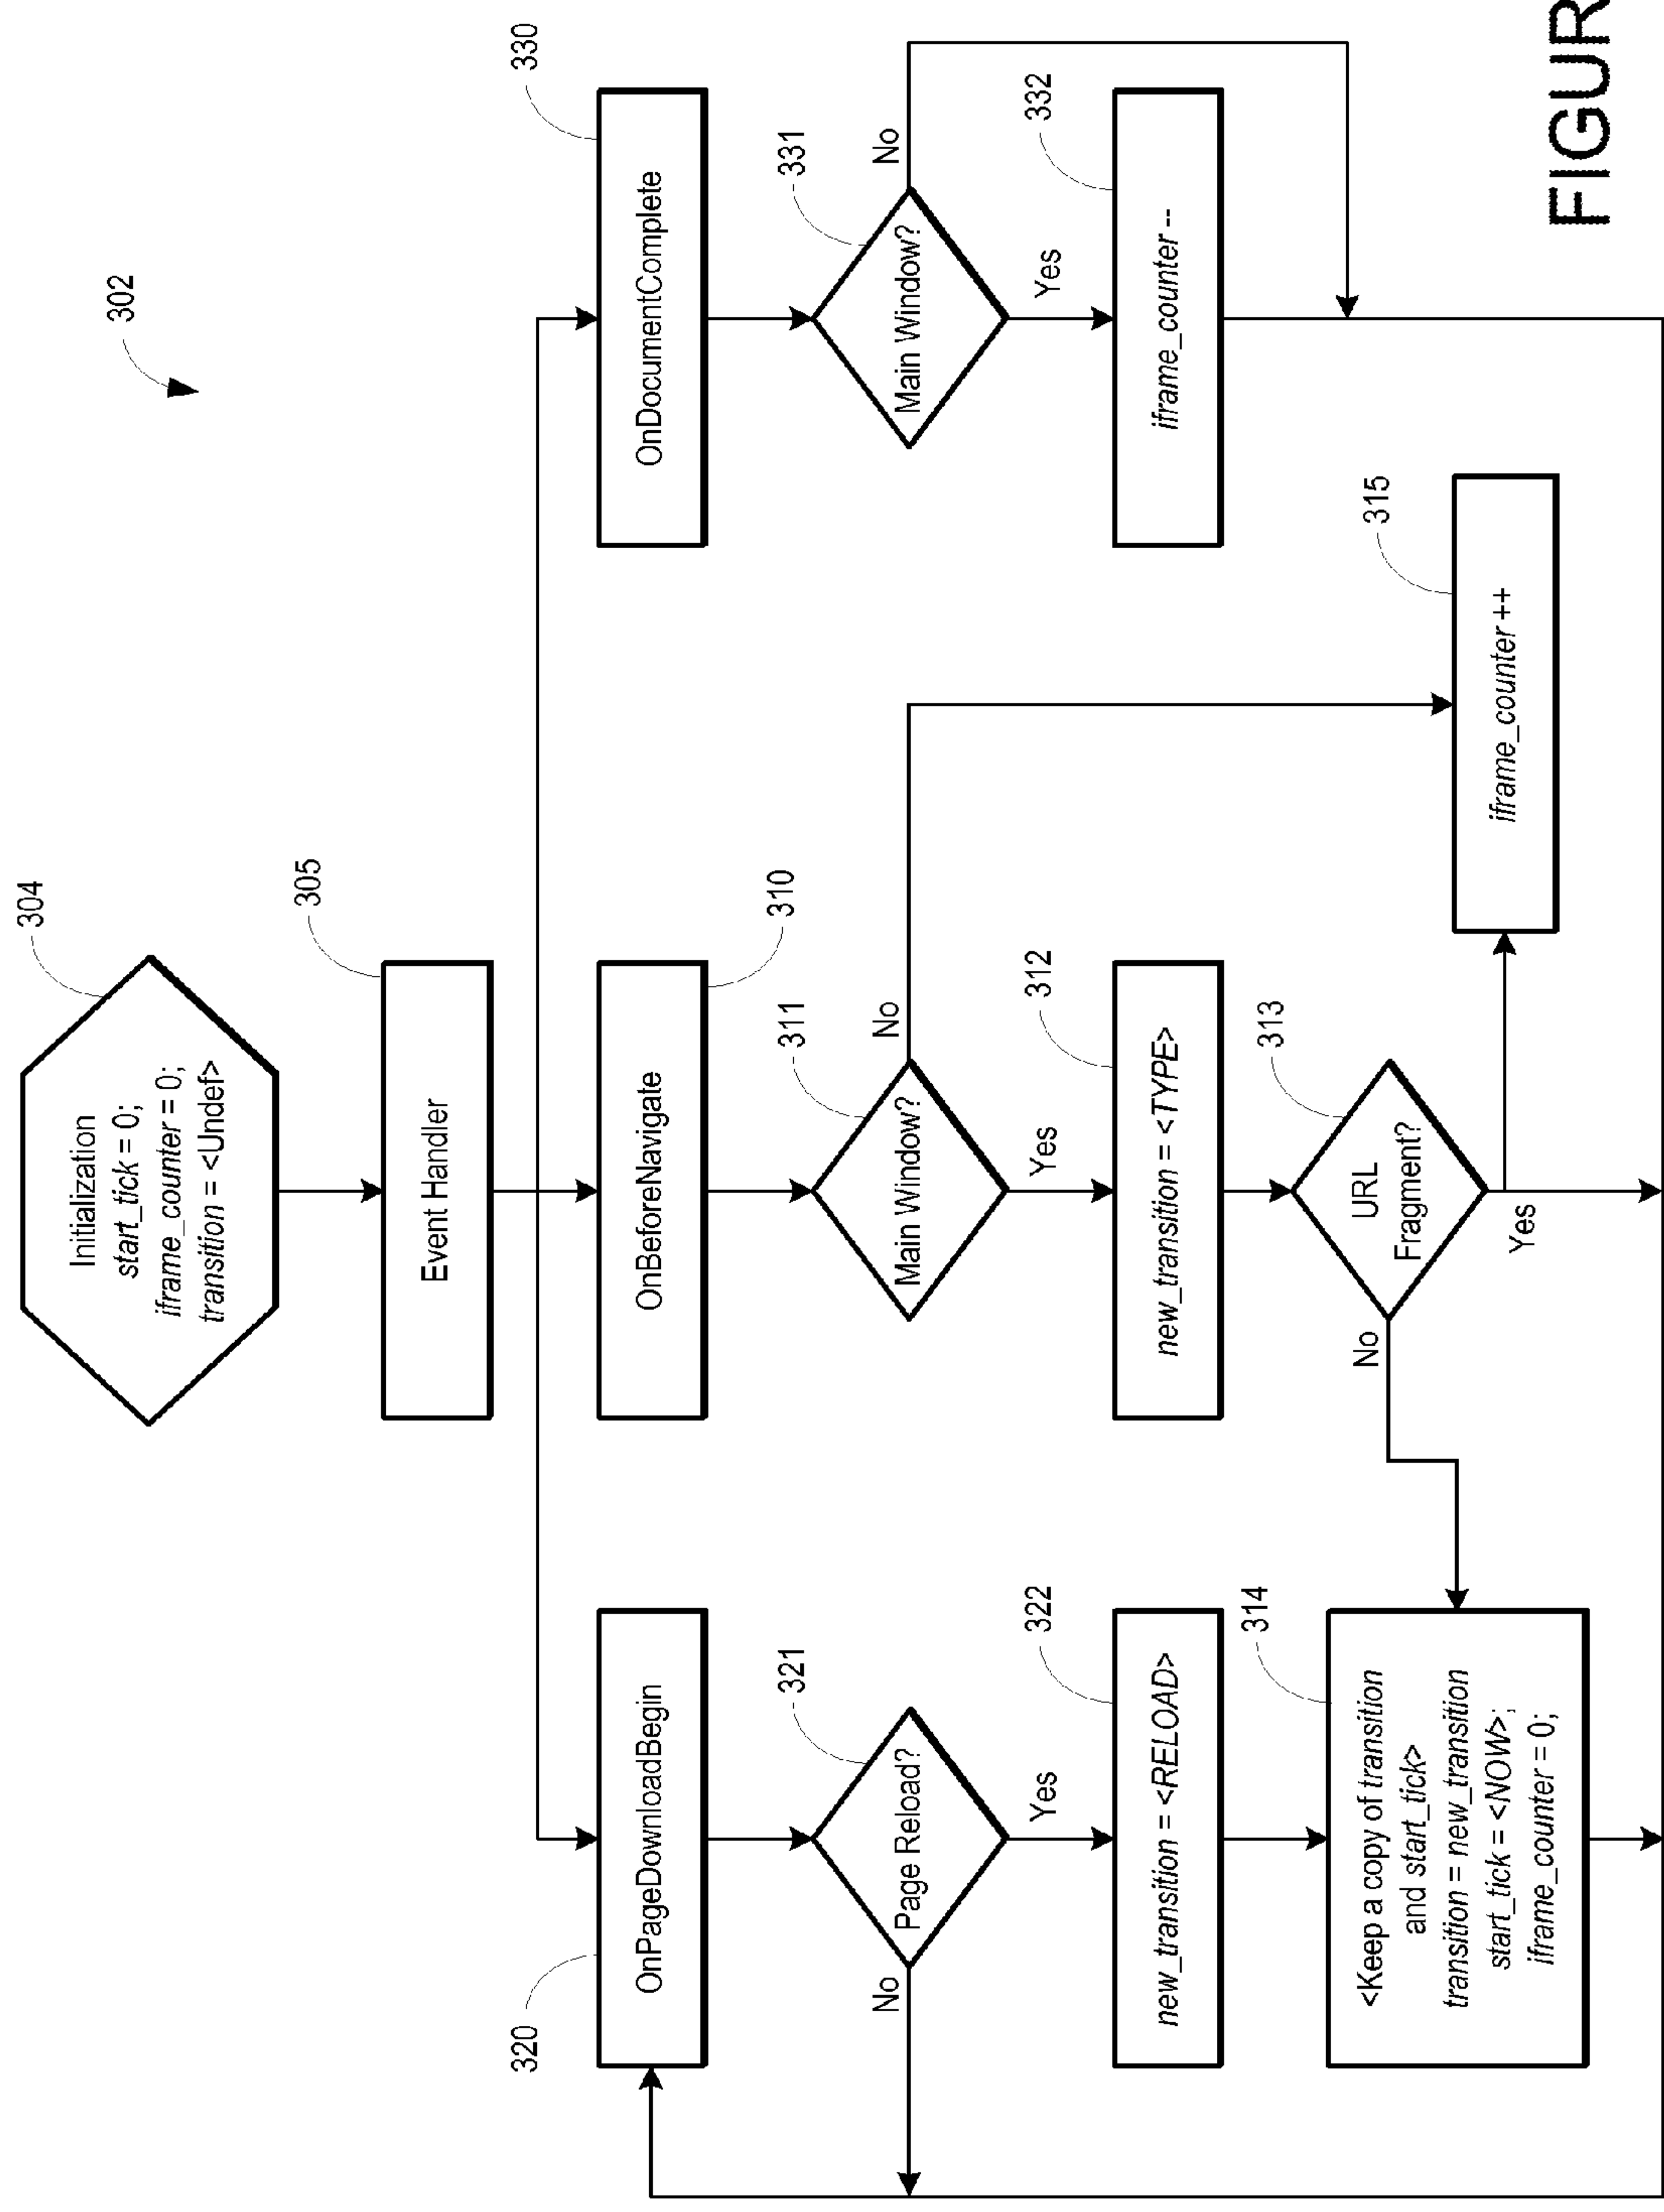 302
304
Initialization
start_tick = 0;
iframe_counter = 0;
transition = <Undef>
305
Event Handler
320
OnPageDownloadBegin
310
OnBeforeNavigate
330
OnDocumentComplete
321
Page Reload?
No
Yes
311
Main Window?
No
Yes
331
Main Window?
No
Yes
322
new_transition = <RELOAD>
312
new_transition = <TYPE>
332
iframe_counter --
314
<Keep a copy of transition
and start_tick>
transition = new_transition
start_tick = <NOW>;
iframe_counter = 0;
313
URL
Fragment?
No
Yes
315
iframe_counter ++
FIGUR